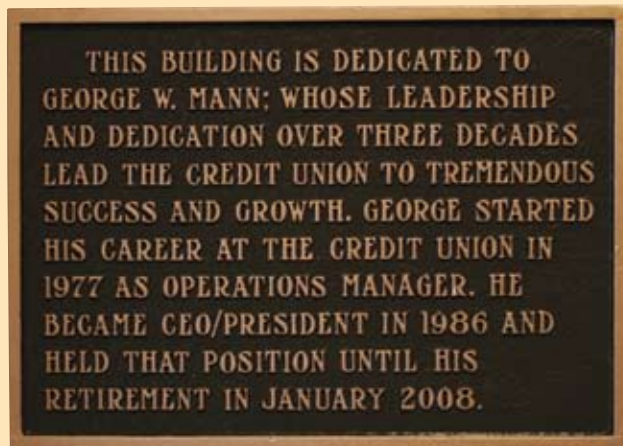 THIS BUILDING IS DEDICATED TO
GEORGE W. MANN; WHOSE LEADERSHIP
AND DEDICATION OVER THREE DECADES
LEAD THE CREDIT UNION TO TREMENDOUS
SUCCESS AND GROWTH. GEORGE STARTED
HIS CAREER AT THE CREDIT UNION IN
1977 AS OPERATIONS MANAGER. HE
BECAME CEO/PRESIDENT IN 1986 AND
HELD THAT POSITION UNTIL HIS
RETIREMENT IN JANUARY 2008.